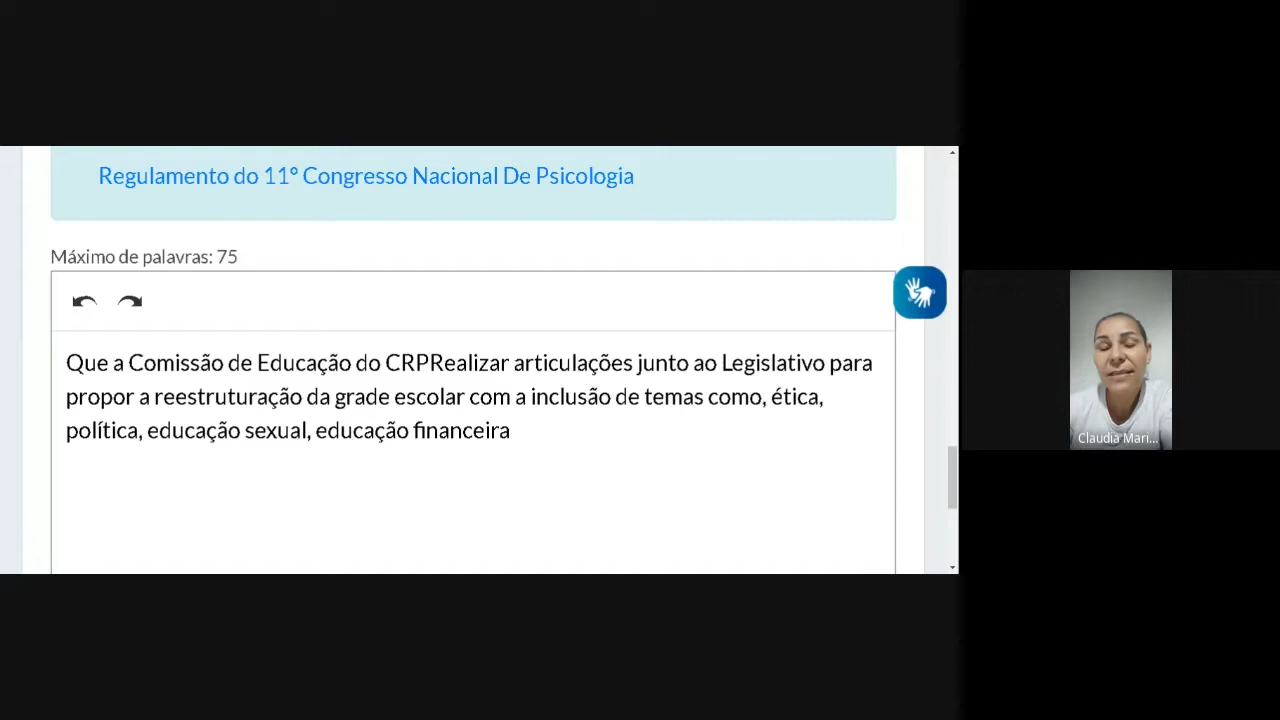 Regulamento do 11º Congresso Nacional De Psicologia
Máximo de palavras: 75
Que a Comissão de Educação do CRPRealizar articulações junto ao Legislativo para
propor a reestruturação da grade escolar com a inclusão de temas como, ética,
política, educação sexual, educação financeira
Claudia Mari...